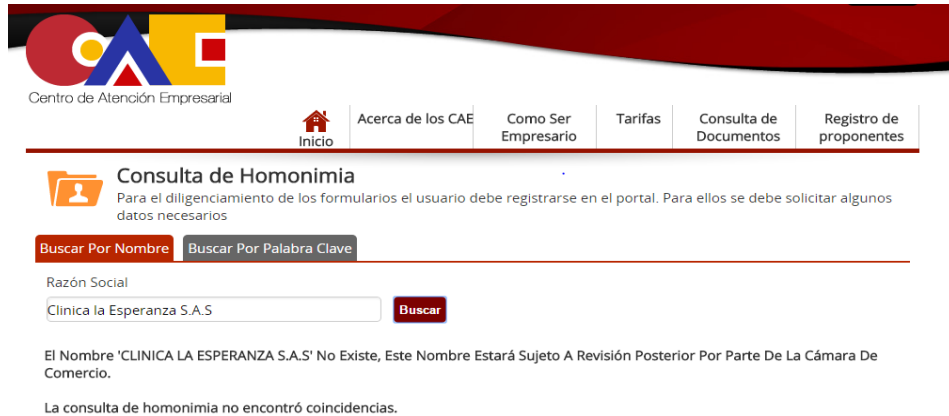 CAE
Centro de Atención Empresarial
Inicio
Acerca de los CAE
Como Ser
Empresario
Tarifas
Consulta de
Documentos
Registro de
proponentes
Consulta de Homonimia
Para el diligenciamiento de los formularios el usuario debe registrarse en el portal. Para ellos se debe solicitar algunos
datos necesarios
Buscar Por Nombre
Buscar Por Palabra Clave
Razón Social
Clinica la Esperanza S.A.S
Buscar
El Nombre 'CLINICA LA ESPERANZA S.A.S' No Existe, Este Nombre Estará Sujeto A Revisión Posterior Por Parte De La Cámara De
Comercio.
La consulta de homonimia no encontró coincidencias.